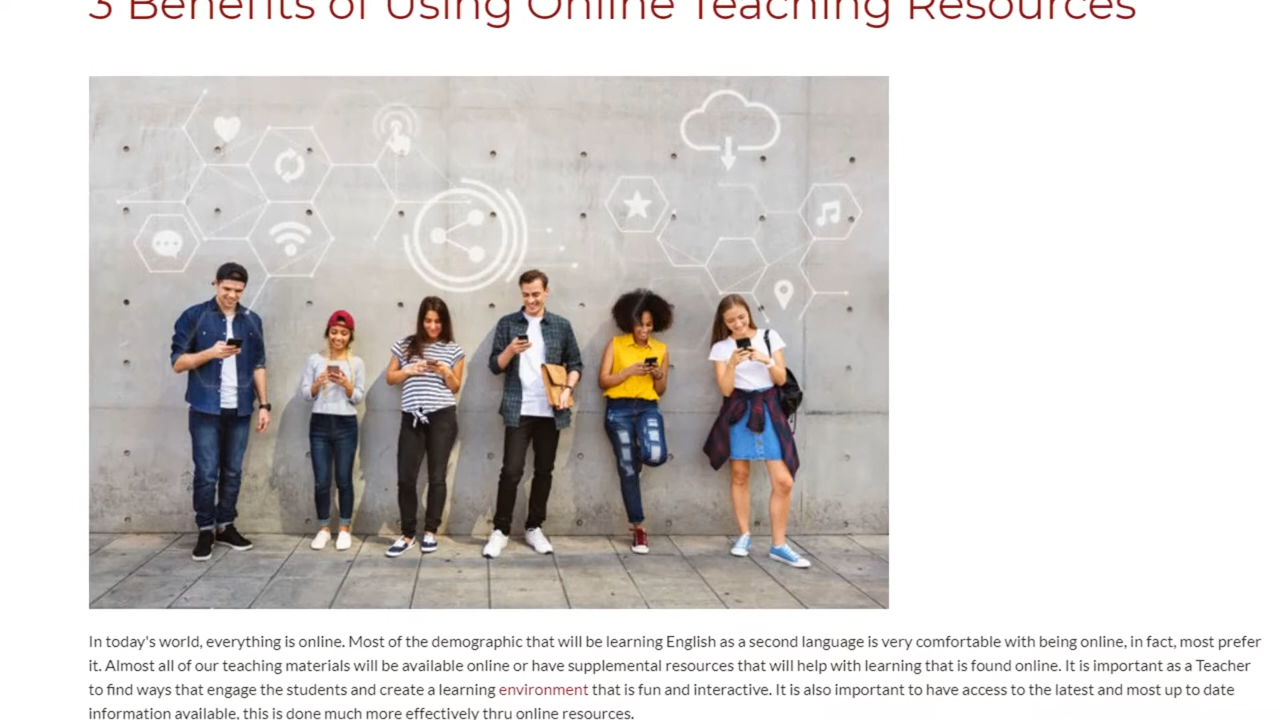 3 Benefits of Using Online Teaching Resources
In today's world, everything is online. Most of the demographic that will be learning English as a second language is very comfortable with being online, in fact, most prefer
it. Almost all of our teaching materials will be available online or have supplemental resources that will help with learning that is found online. It is important as a Teacher
to find ways that engage the students and create a learning environment that is fun and interactive. It is also important to have access to the latest and most up to date
information available, this is done much more effectively thru online resources.